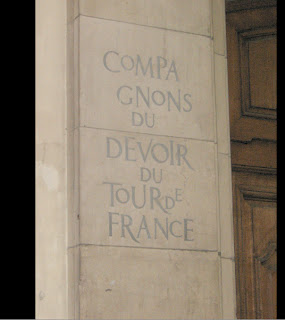 COMPA
GNONS
DU
DEVOIR
DU
TOUR DE
FRANCE